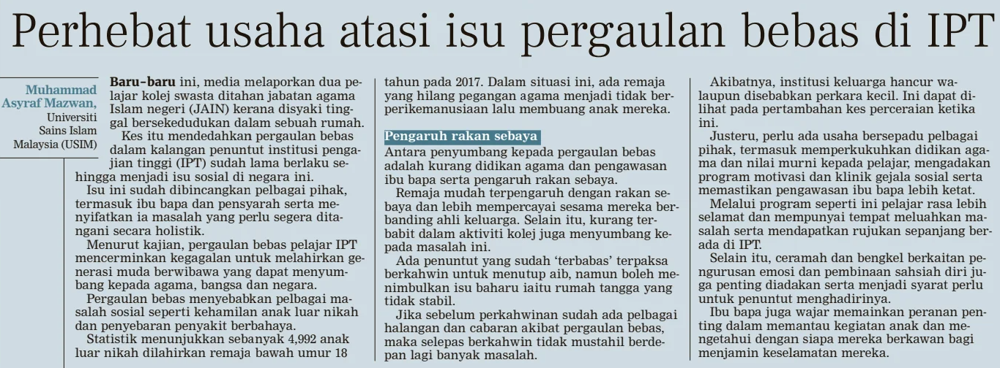 Perhebat usaha atasi isu pergaulan bebas di IPT
Muhammad
Asyraf Mazwan,
Universiti
Sains Islam
Malaysia (USIM)
Baru-baru ini, media melaporkan dua pe-
lajar kolej swasta ditahan jabatan agama
Islam negeri (JAIN) kerana disyaki ting-
gal bersekedudukan dalam sebuah rumah.
Kes itu mendedahkan pergaulan bebas
dalam kalangan penuntut institusi penga-
jian tinggi (IPT) sudah lama berlaku se-
hingga menjadi isu sosial di negara ini.
Isu ini sudah dibincangkan pelbagai pihak,
termasuk ibu bapa dan pensyarah serta me-
nyifatkan ia masalah yang perlu segera dita-
ngani secara holistik.
Menurut kajian, pergaulan bebas pelajar IPT
mencerminkan kegagalan untuk melahirkan ge-
nerasi muda berwibawa yang dapat menyum-
bang kepada agama, bangsa dan negara.
Pergaulan bebas menyebabkan pelbagai ma-
salah sosial seperti kehamilan anak luar nikah
dan penyebaran penyakit berbahaya.
Statistik menunjukkan sebanyak 4,992 anak
luar nikah dilahirkan remaja bawah umur 18
tahun pada 2017. Dalam situasi ini, ada remaja
yang hilang pegangan agama menjadi tidak ber-
perikemanusiaan lalu membuang anak mereka.
Pengaruh rakan sebaya
Antara penyumbang kepada pergaulan bebas
adalah kurang didikan agama dan pengawasan
ibu bapa serta pengaruh rakan sebaya.
Remaja mudah terpengaruh dengan rakan se-
baya dan lebih mempercayai sesama mereka ber-
banding ahli keluarga. Selain itu, kurang ter-
babit dalam aktiviti kolej juga menyumbang ke-
pada masalah ini.
Ada penuntut yang sudah ‘terbabas’ terpaksa
berkahwin untuk menutup aib, namun boleh me-
nimbulkan isu baharu iaitu rumah tangga yang
tidak stabil.
Jika sebelum perkahwinan sudah ada pelbagai
halangan dan cabaran akibat pergaulan bebas,
maka selepas berkahwin tidak mustahil berde-
pan lagi banyak masalah.
Akibatnya, institusi keluarga hancur wa-
laupun disebabkan perkara kecil. Ini dapat di-
lihat pada pertambahan kes perceraian ketika
ini.
Justeru, perlu ada usaha bersepadu pelbagai
pihak, termasuk memperkukuhkan didikan aga-
ma dan nilai murni kepada pelajar, mengadakan
program motivasi dan klinik gejala sosial serta
memastikan pengawasan ibu bapa lebih ketat.
Melalui program seperti ini pelajar rasa lebih
selamat dan mempunyai tempat meluahkan ma-
salah serta mendapatkan rujukan sepanjang ber-
ada di IPT.
Selain itu, ceramah dan bengkel berkaitan pe-
ngurusan emosi dan pembinaan sahsiah diri ju-
ga penting diadakan serta menjadi syarat perlu
untuk penuntut menghadirinya.
Ibu bapa juga wajar memainkan peranan pen-
ting dalam memantau kegiatan anak dan me-
ngetahui dengan siapa mereka berkawan bagi
menjamin keselamatan mereka.